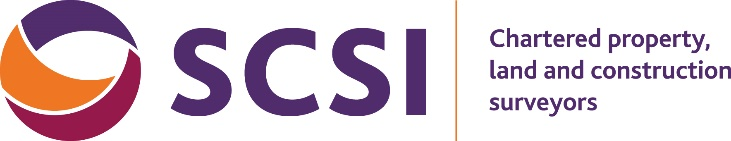 SCSI
Chartered property,
land and construction
surveyors